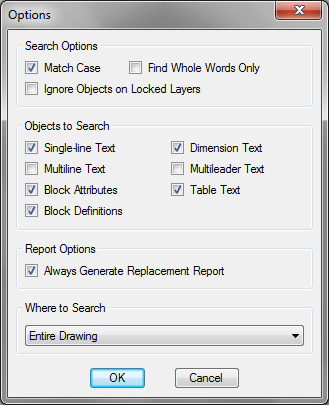 Options
Search Options
Match Case Find Whole Words Only
Ignore Objects on Locked Layers
Objects to Search
Single-line Text Dimension Text
Multiline Text Multileader Text
Block Attributes Table Text
Block Definitions
Report Options
Always Generate Replacement Report
Where to Search
Entire Drawing
OK Cancel